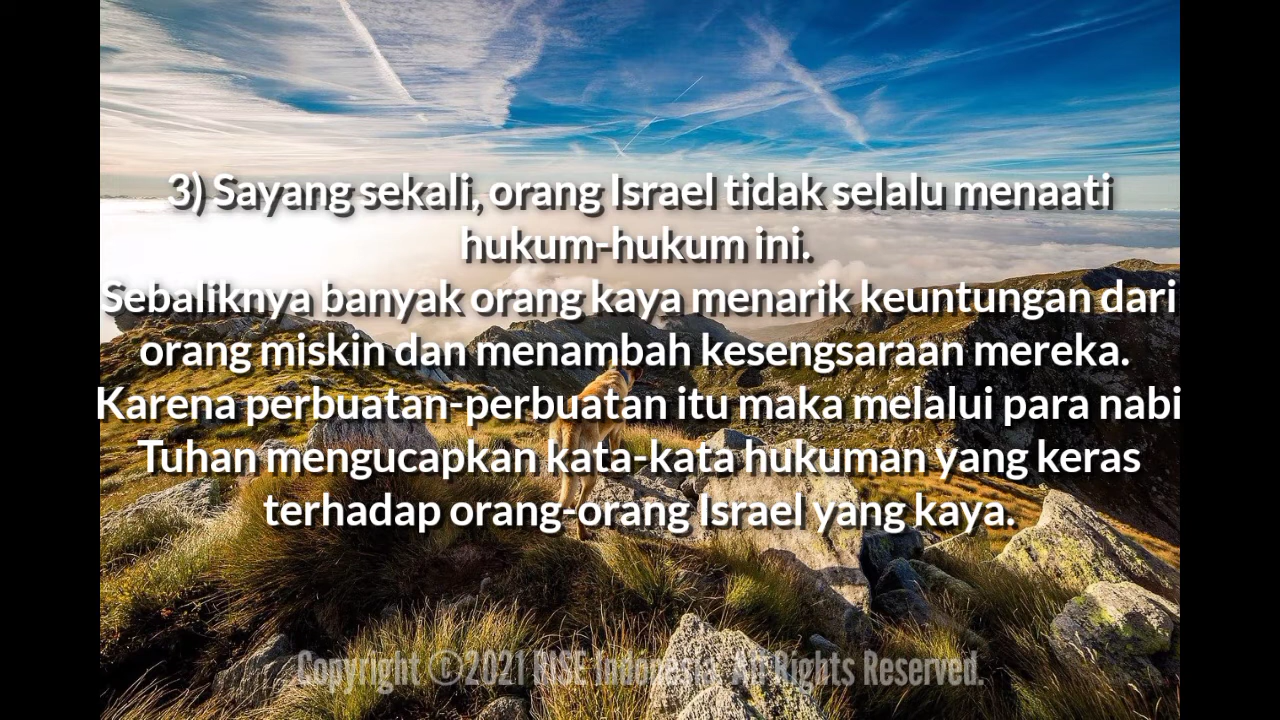 3) Sayang sekali, orang Israel tidak selalu menaati
hukum-hukum ini.
Sebaliknya banyak orang kaya menarik keuntungan dari
orang miskin dan menambah kesengsaraan mereka.
Karena perbuatan-perbuatan itu maka melalui para nabi
Tuhan mengucapkan kata-kata hukuman yang keras
terhadap orang-orang Israel yang kaya.
Copyright ©2021 Indonesia. All Rights Reserved.